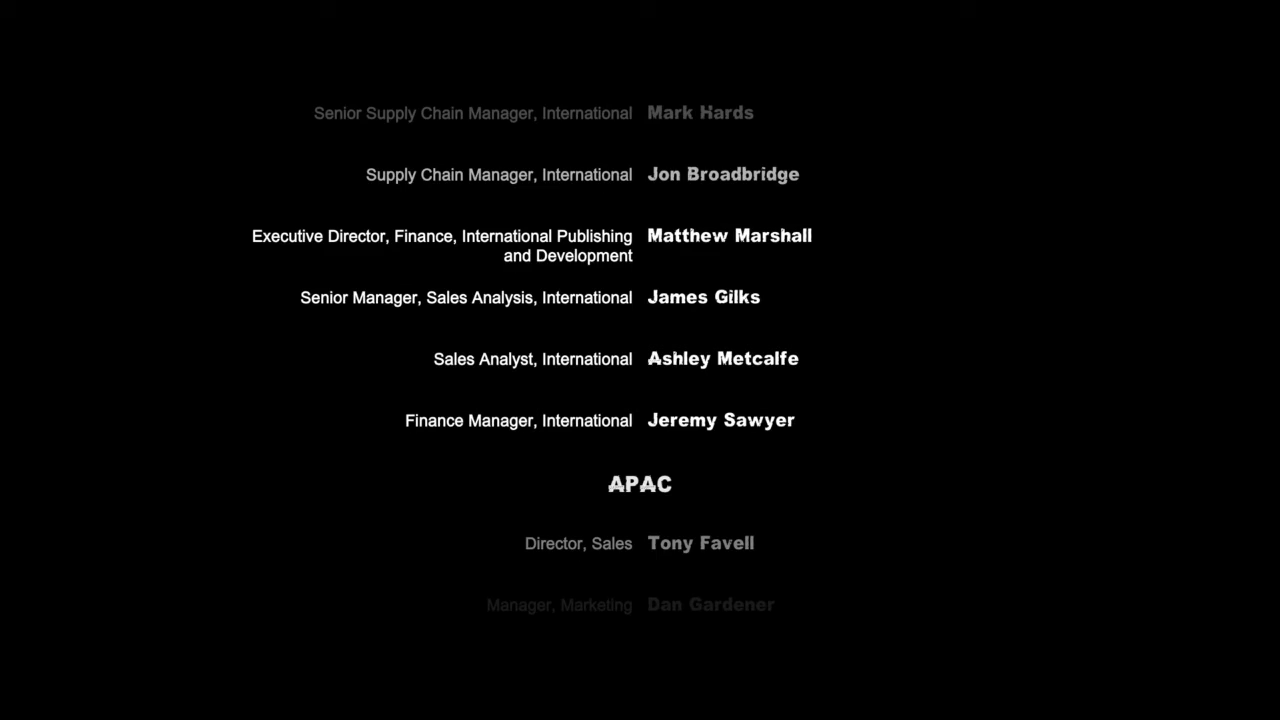 Senior Supply Chain Manager, International Mark Hards
Supply Chain Manager, International Jon Broadbridge
Executive Director, Finance, International Publishing Matthew Marshall
and Development
Senior Manager, Sales Analysis, International James Gilks
Sales Analyst, International Ashley Metcalfe
Finance Manager, International Jeremy Sawyer
APAC
Director, Sales Tony Favell
Manager, Marketing Dan Gardener